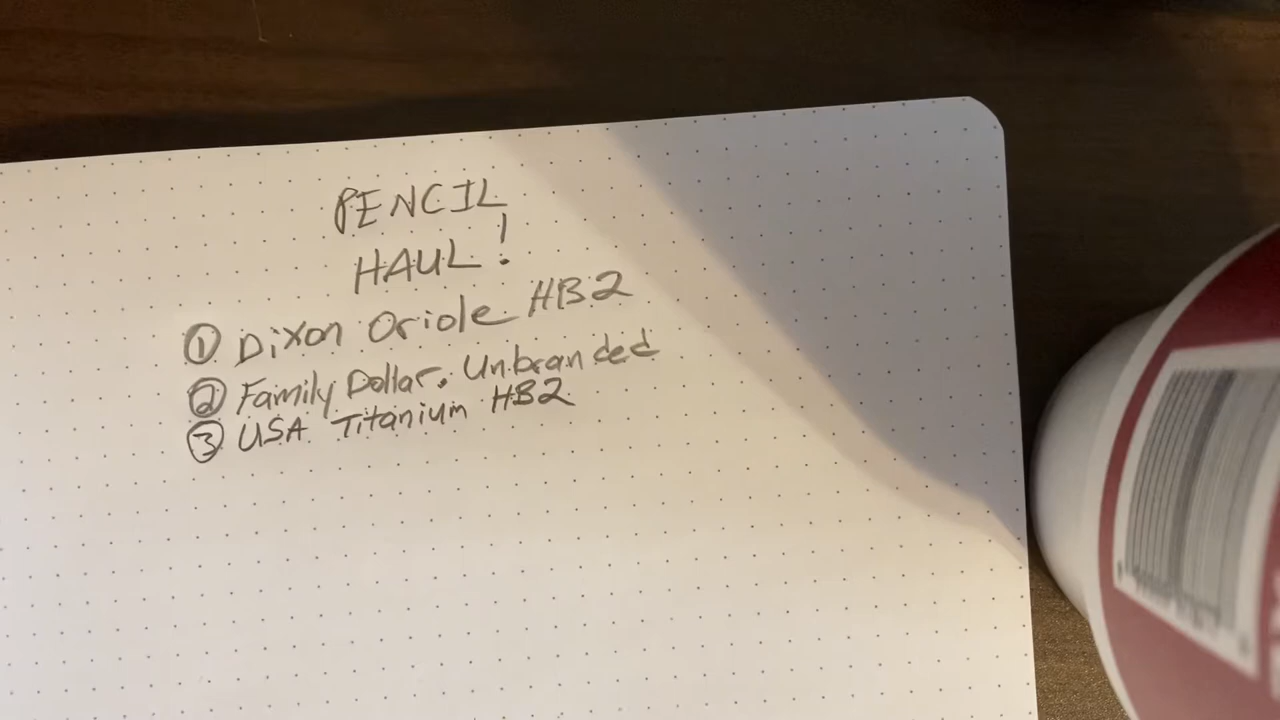 PENCIL
HAUL!
① Dixon Oriole HB2
② Family Dollar. Unbranded
③ USA Titanium HB2